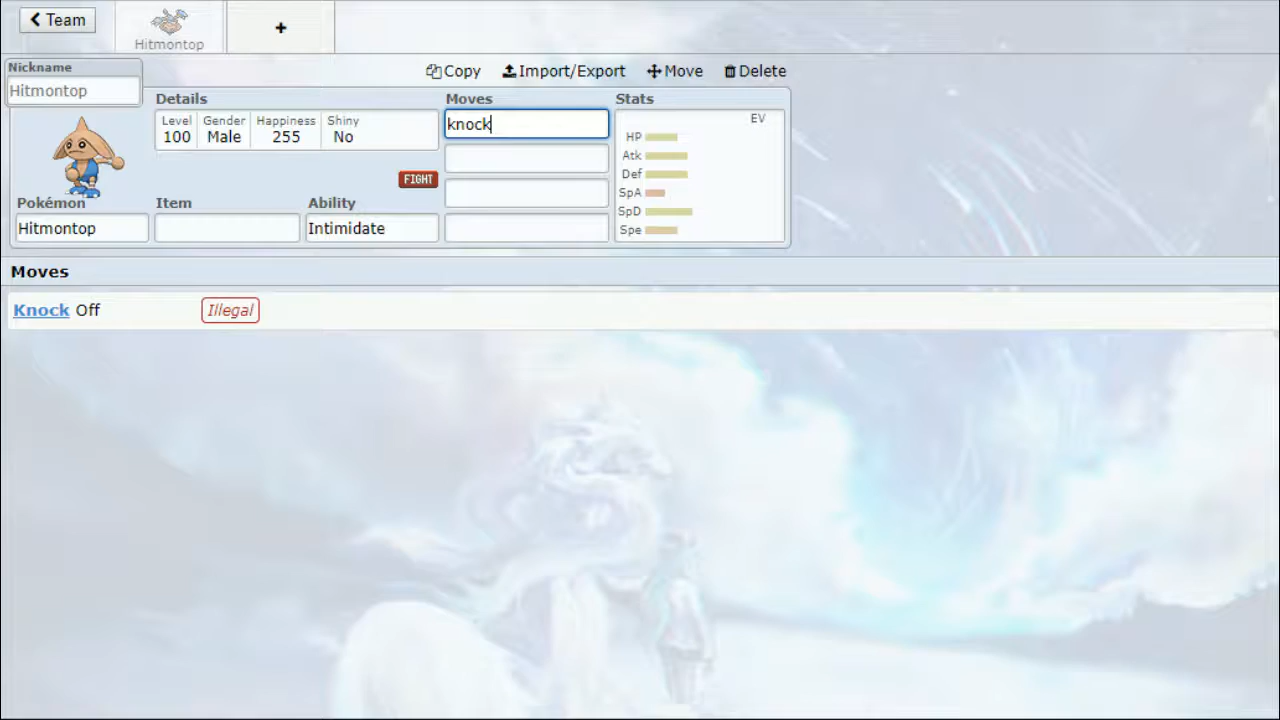 Team
Hitmontop
+
Nickname
Hitmontop
Copy
Import/Export
Move
Delete
Details
Level
100
Gender
Male
Happiness
255
Shiny
No
FIGHT
Pokémon
Hitmontop
Item
Ability
Intimidate
Moves
knock
Stats
EV
HP
Atk
Def
SpA
SpD
Spe
Moves
Knock Off Illegal